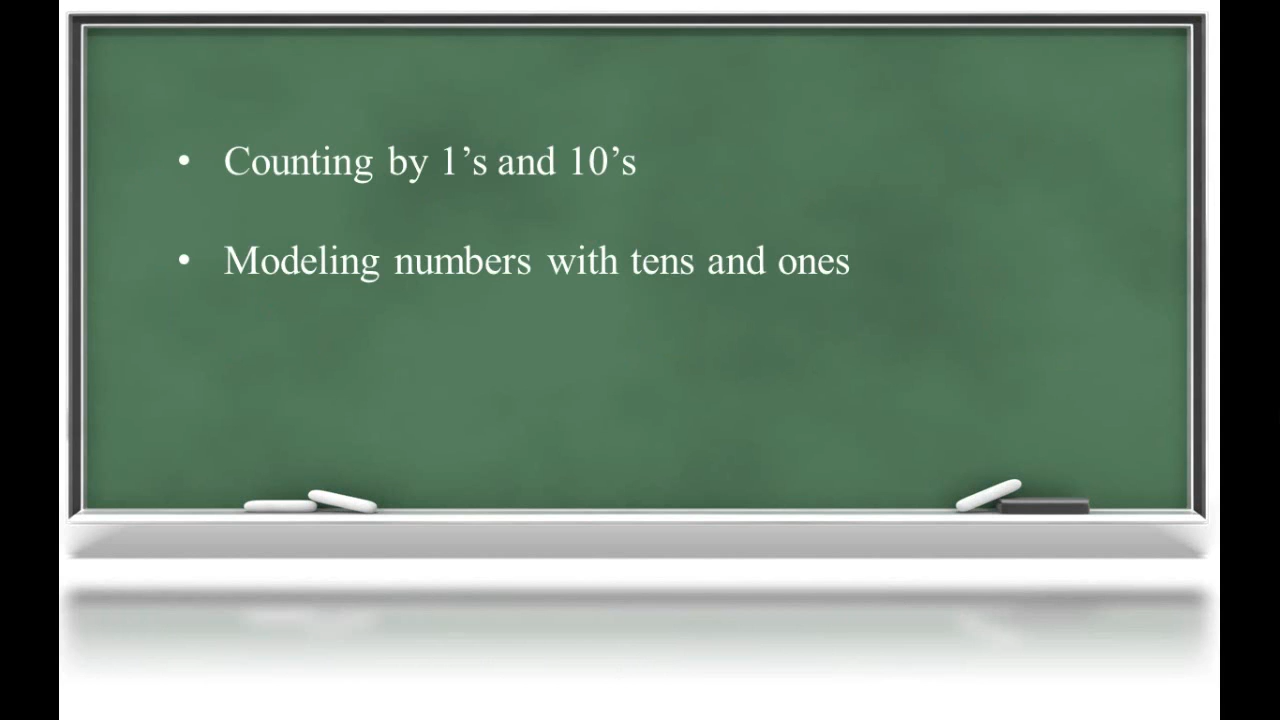 • Counting by 1’s and 10’s
• Modeling numbers with tens and ones